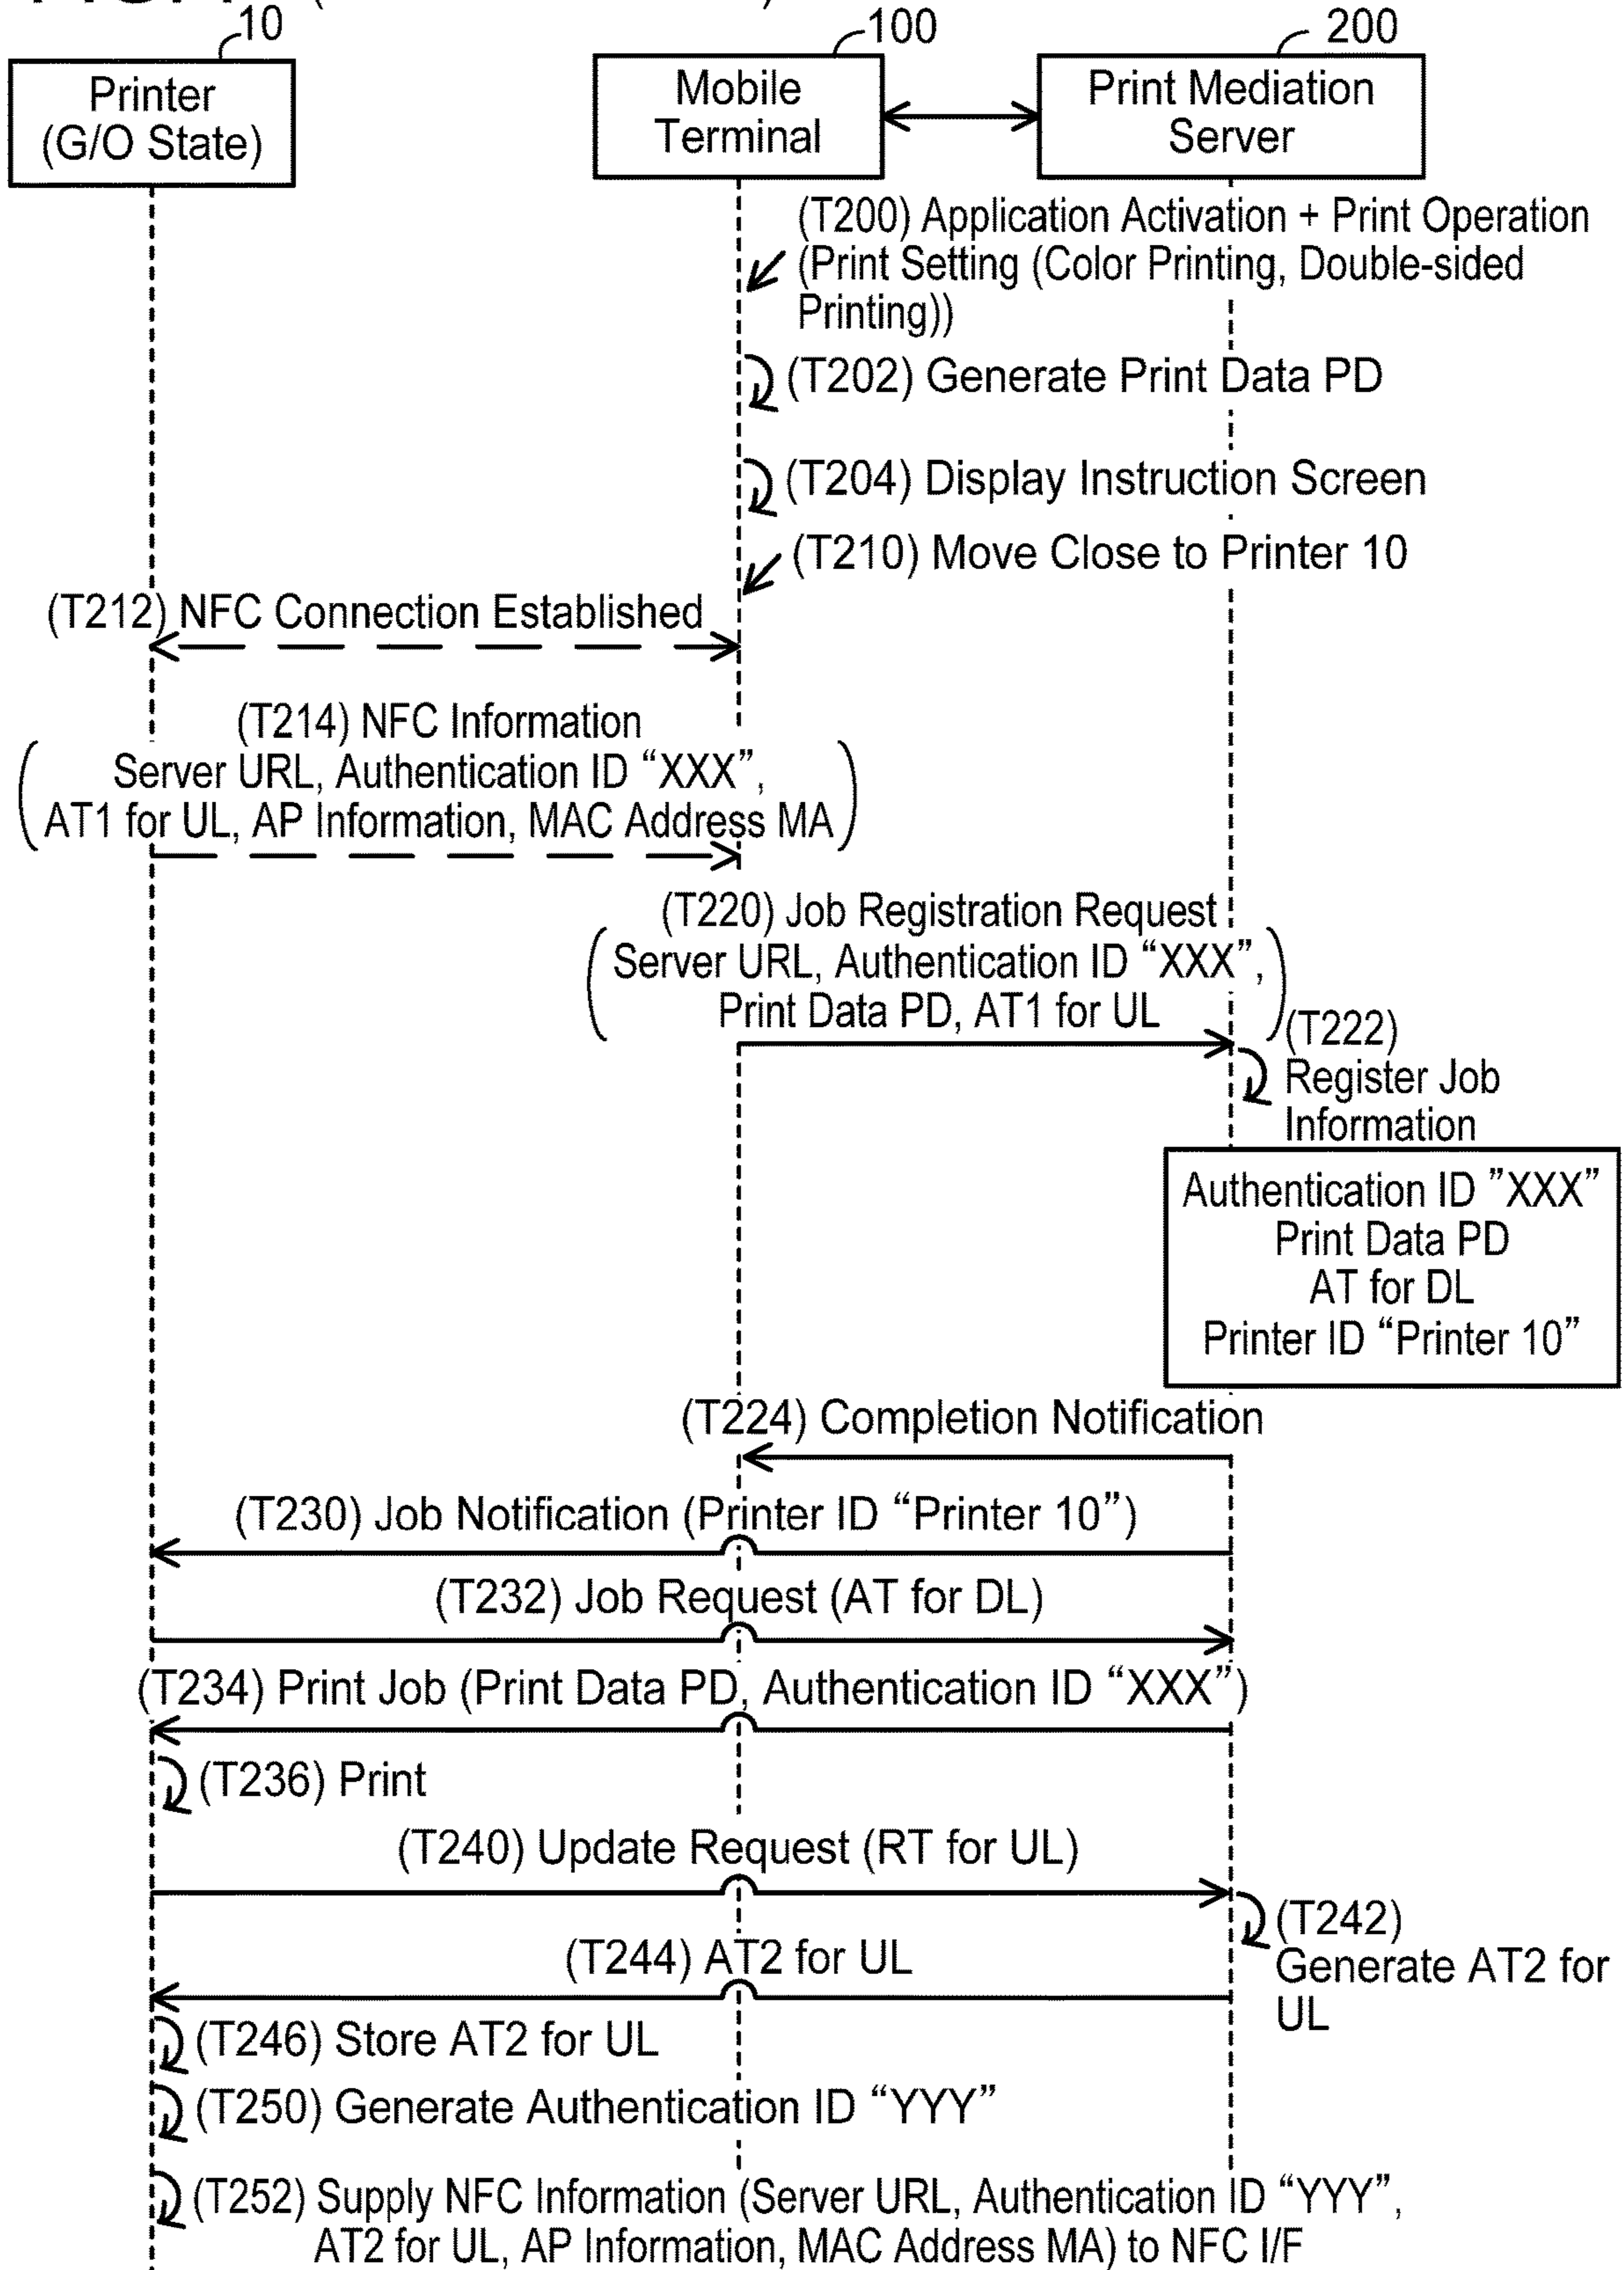 10
100
200
Printer
(G/O State)
Mobile
Terminal
Print Mediation
Server
(T200) Application Activation + Print Operation
(Print Setting (Color Printing, Double-sided
Printing))
(T202) Generate Print Data PD
(T204) Display Instruction Screen
(T210) Move Close to Printer 10
(T212) NFC Connection Established
(T214) NFC Information
Server URL, Authentication ID “XXX”,
AT1 for UL, AP Information, MAC Address MA
(T220) Job Registration Request
Server URL, Authentication ID “XXX”,
Print Data PD, AT1 for UL
(T222)
Register Job
Information
Authentication ID ”XXX”
Print Data PD
AT for DL
Printer ID “Printer 10”
(T224) Completion Notification
(T230) Job Notification (Printer ID “Printer 10”)
(T232) Job Request (AT for DL)
(T234) Print Job (Print Data PD, Authentication ID “XXX”)
(T236) Print
(T240) Update Request (RT for UL)
(T242)
Generate AT2 for
UL
(T244) AT2 for UL
(T246) Store AT2 for UL
(T250) Generate Authentication ID “YYY”
(T252) Supply NFC Information (Server URL, Authentication ID “YYY”,
AT2 for UL, AP Information, MAC Address MA) to NFC I/F